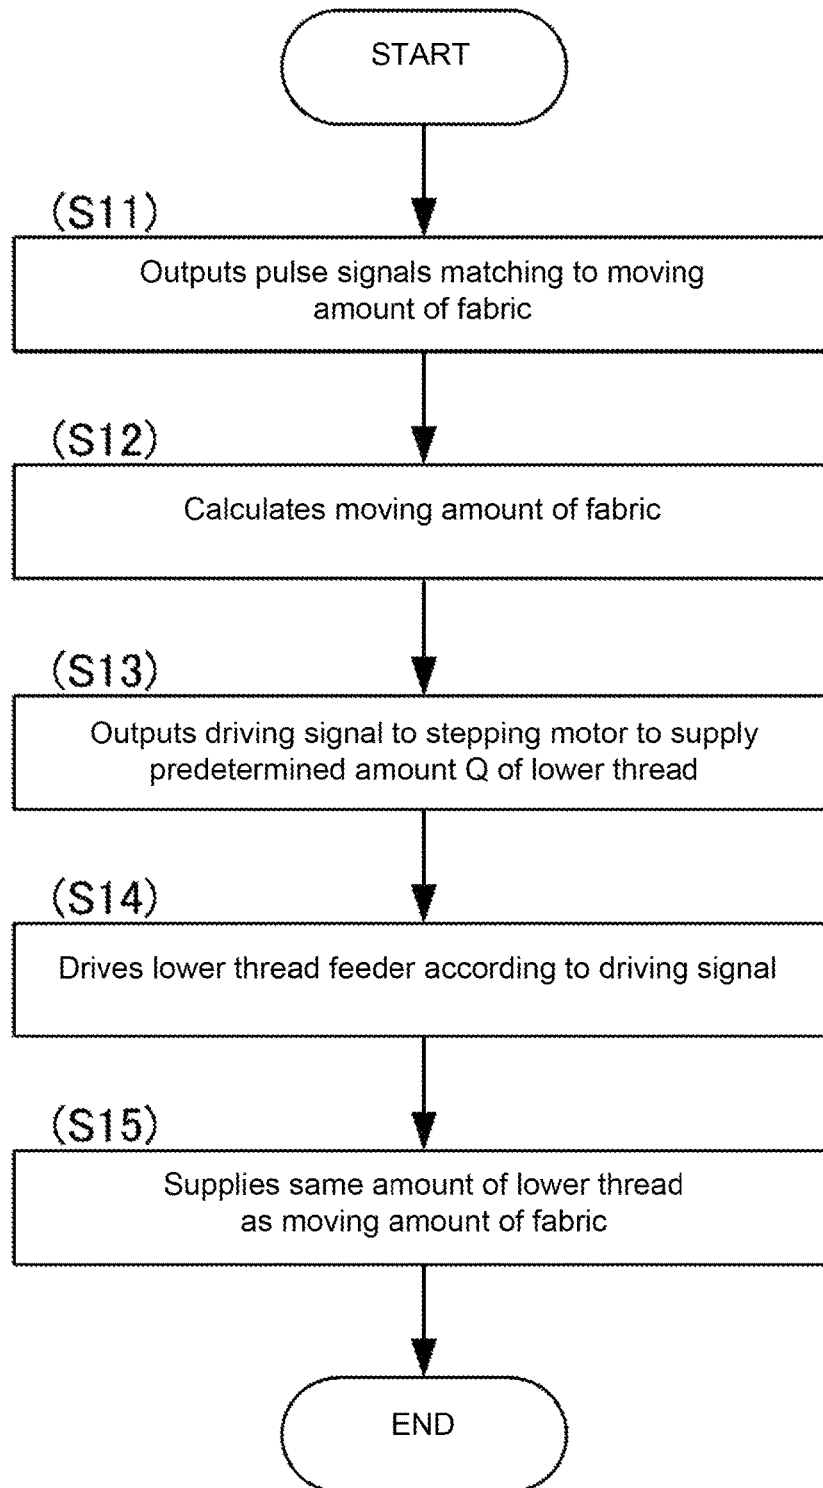 START
(S11)
Outputs pulse signals matching to moving
amount of fabric
(S12)
Calculates moving amount of fabric
(S13)
Outputs driving signal to stepping motor to supply
predetermined amount Q of lower thread
(S14)
Drives lower thread feeder according to driving signal
(S15)
Supplies same amount of lower thread
as moving amount of fabric
END